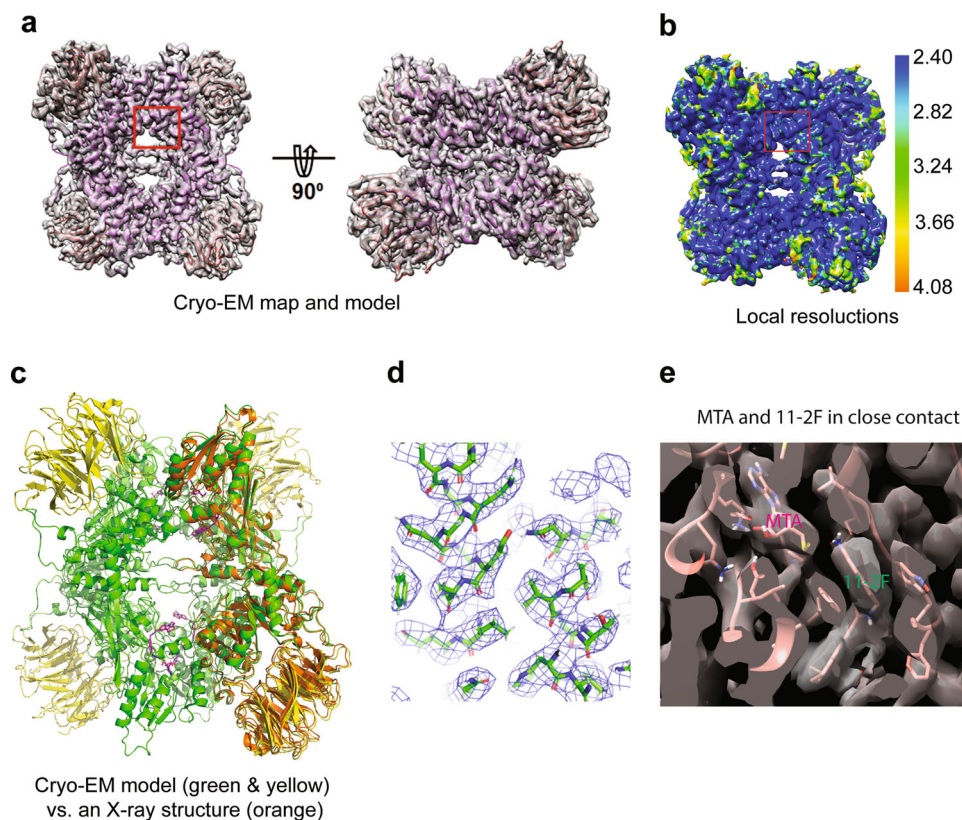 a
90º
Cryo-EM map and model
b
2.40
2.82
3.24
3.66
4.08
Local resolutions
c
Cryo-EM model (green & yellow)
vs. an X-ray structure (orange)
d
e
MTA and 11-2F in close contact
MTA
11-2F